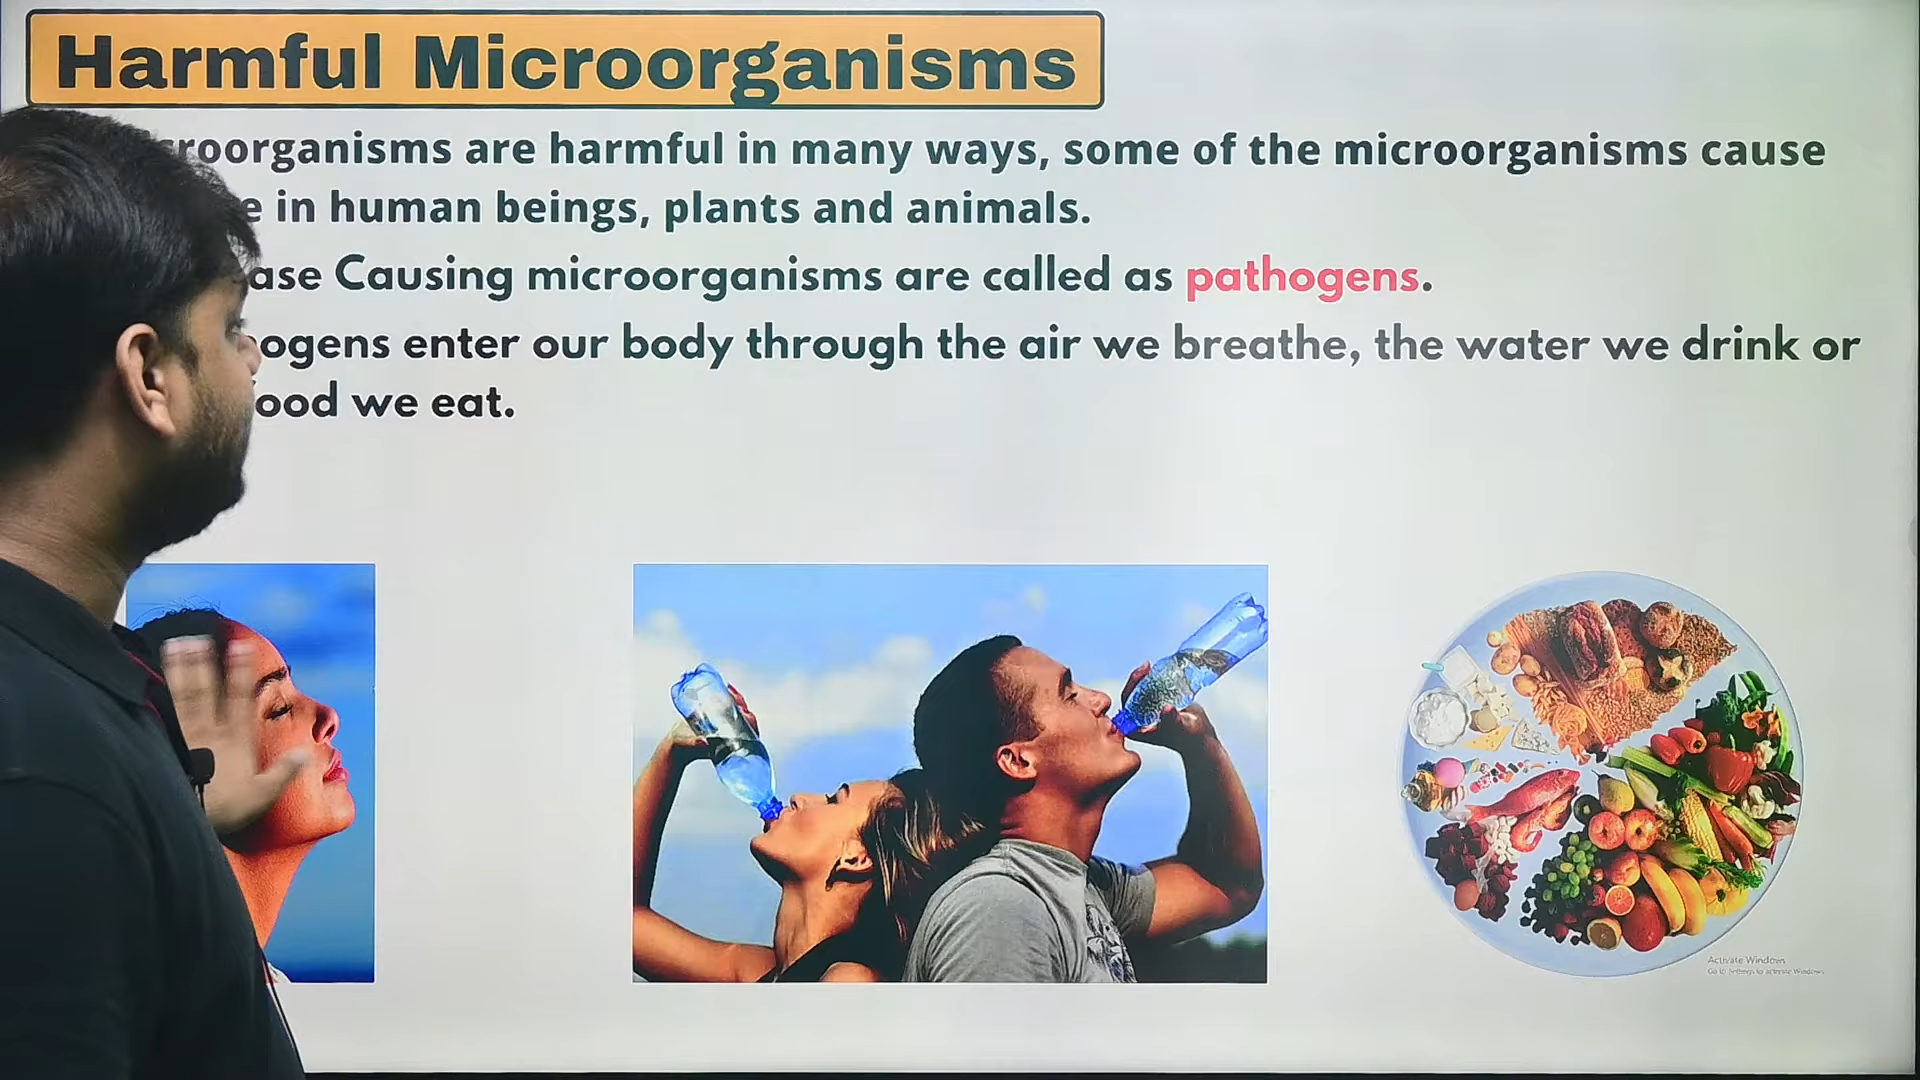 Harmful Microorganisms
croorganisms are harmful in many ways, some of the microorganisms cause
e in human beings, plants and animals.
ase Causing microorganisms are called as pathogens.
ogens enter our body through the air we breathe, the water we drink or
ood we eat.
Activate Windows
Go to Settings to activate Windows.